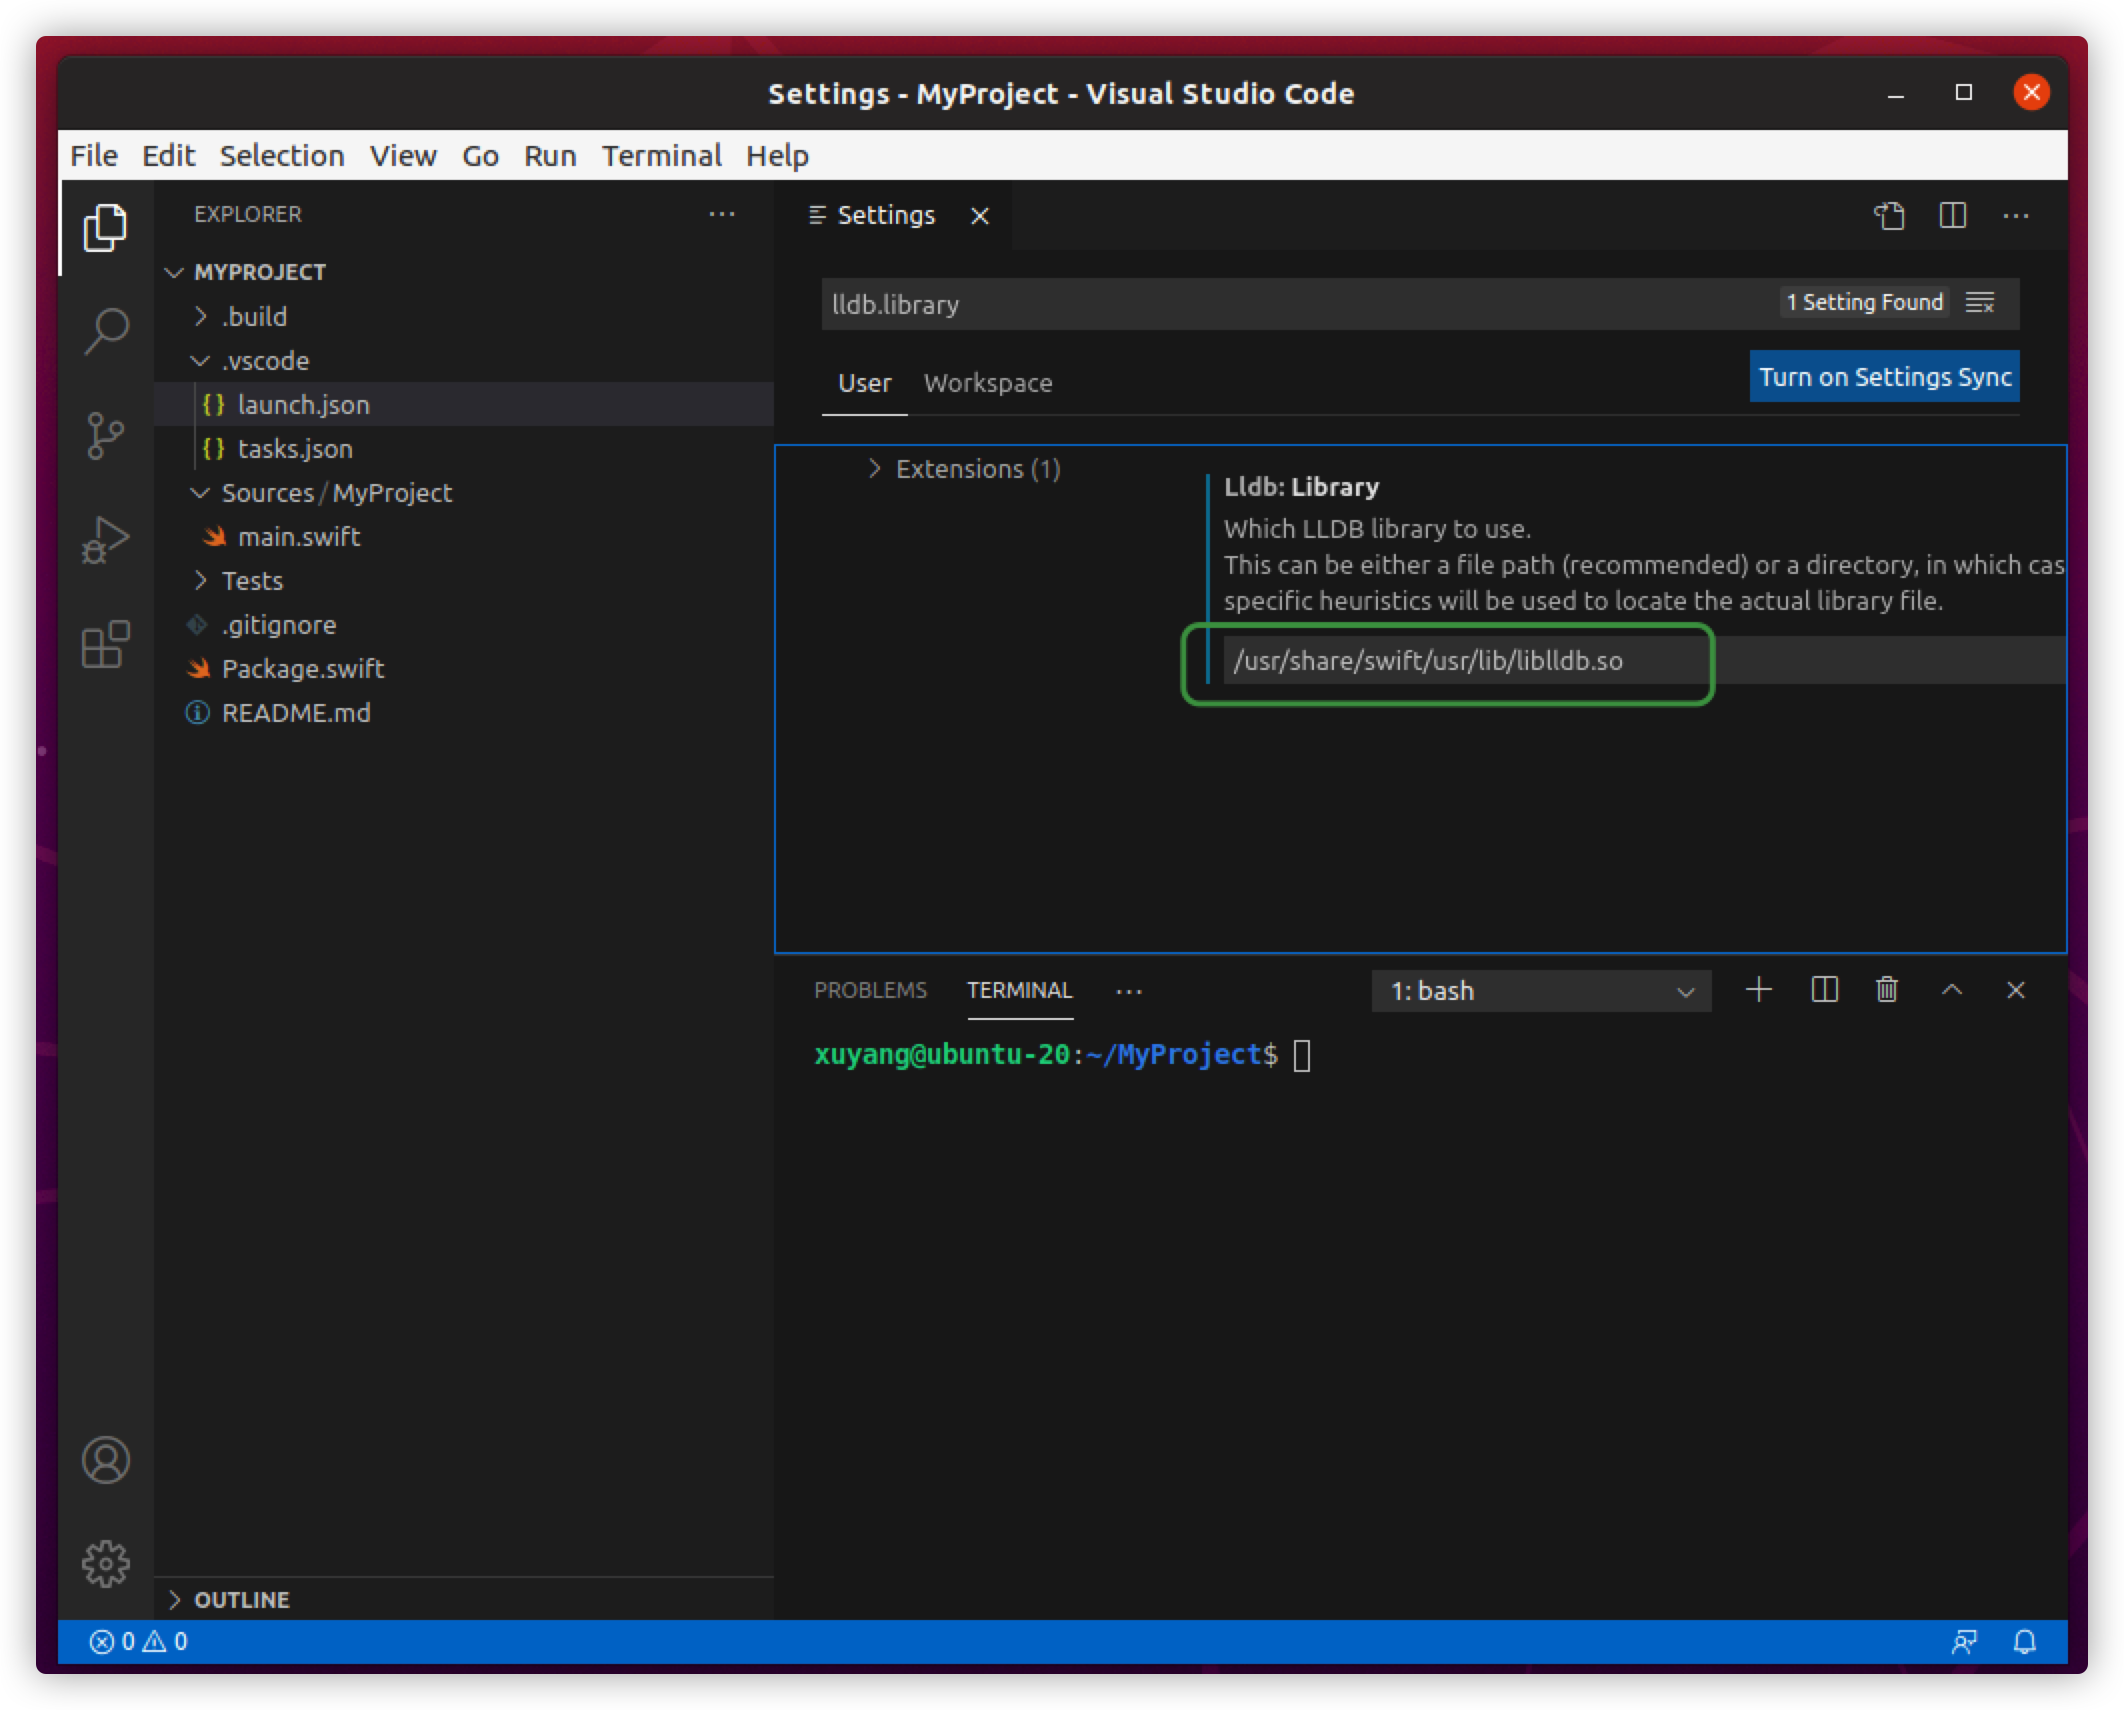 Settings - MyProject - Visual Studio Code
File Edit Selection View Go Run Terminal Help
EXPLORER
MYPROJECT
.build
.vscode
{} launch.json
{} tasks.json
Sources/MyProject
main.swift
Tests
.gitignore
Package.swift
README.md
OUTLINE
Settings
lldb.library
1 Setting Found
User Workspace
Turn on Settings Sync
Extensions (1)
Lldb: Library
Which LLDB library to use.
This can be either a file path (recommended) or a directory, in which cas
specific heuristics will be used to locate the actual library file.
/usr/share/swift/usr/lib/liblldb.so
PROBLEMS TERMINAL ···
1: bash
xuyang@ubuntu-20:~/MyProject$
0 0